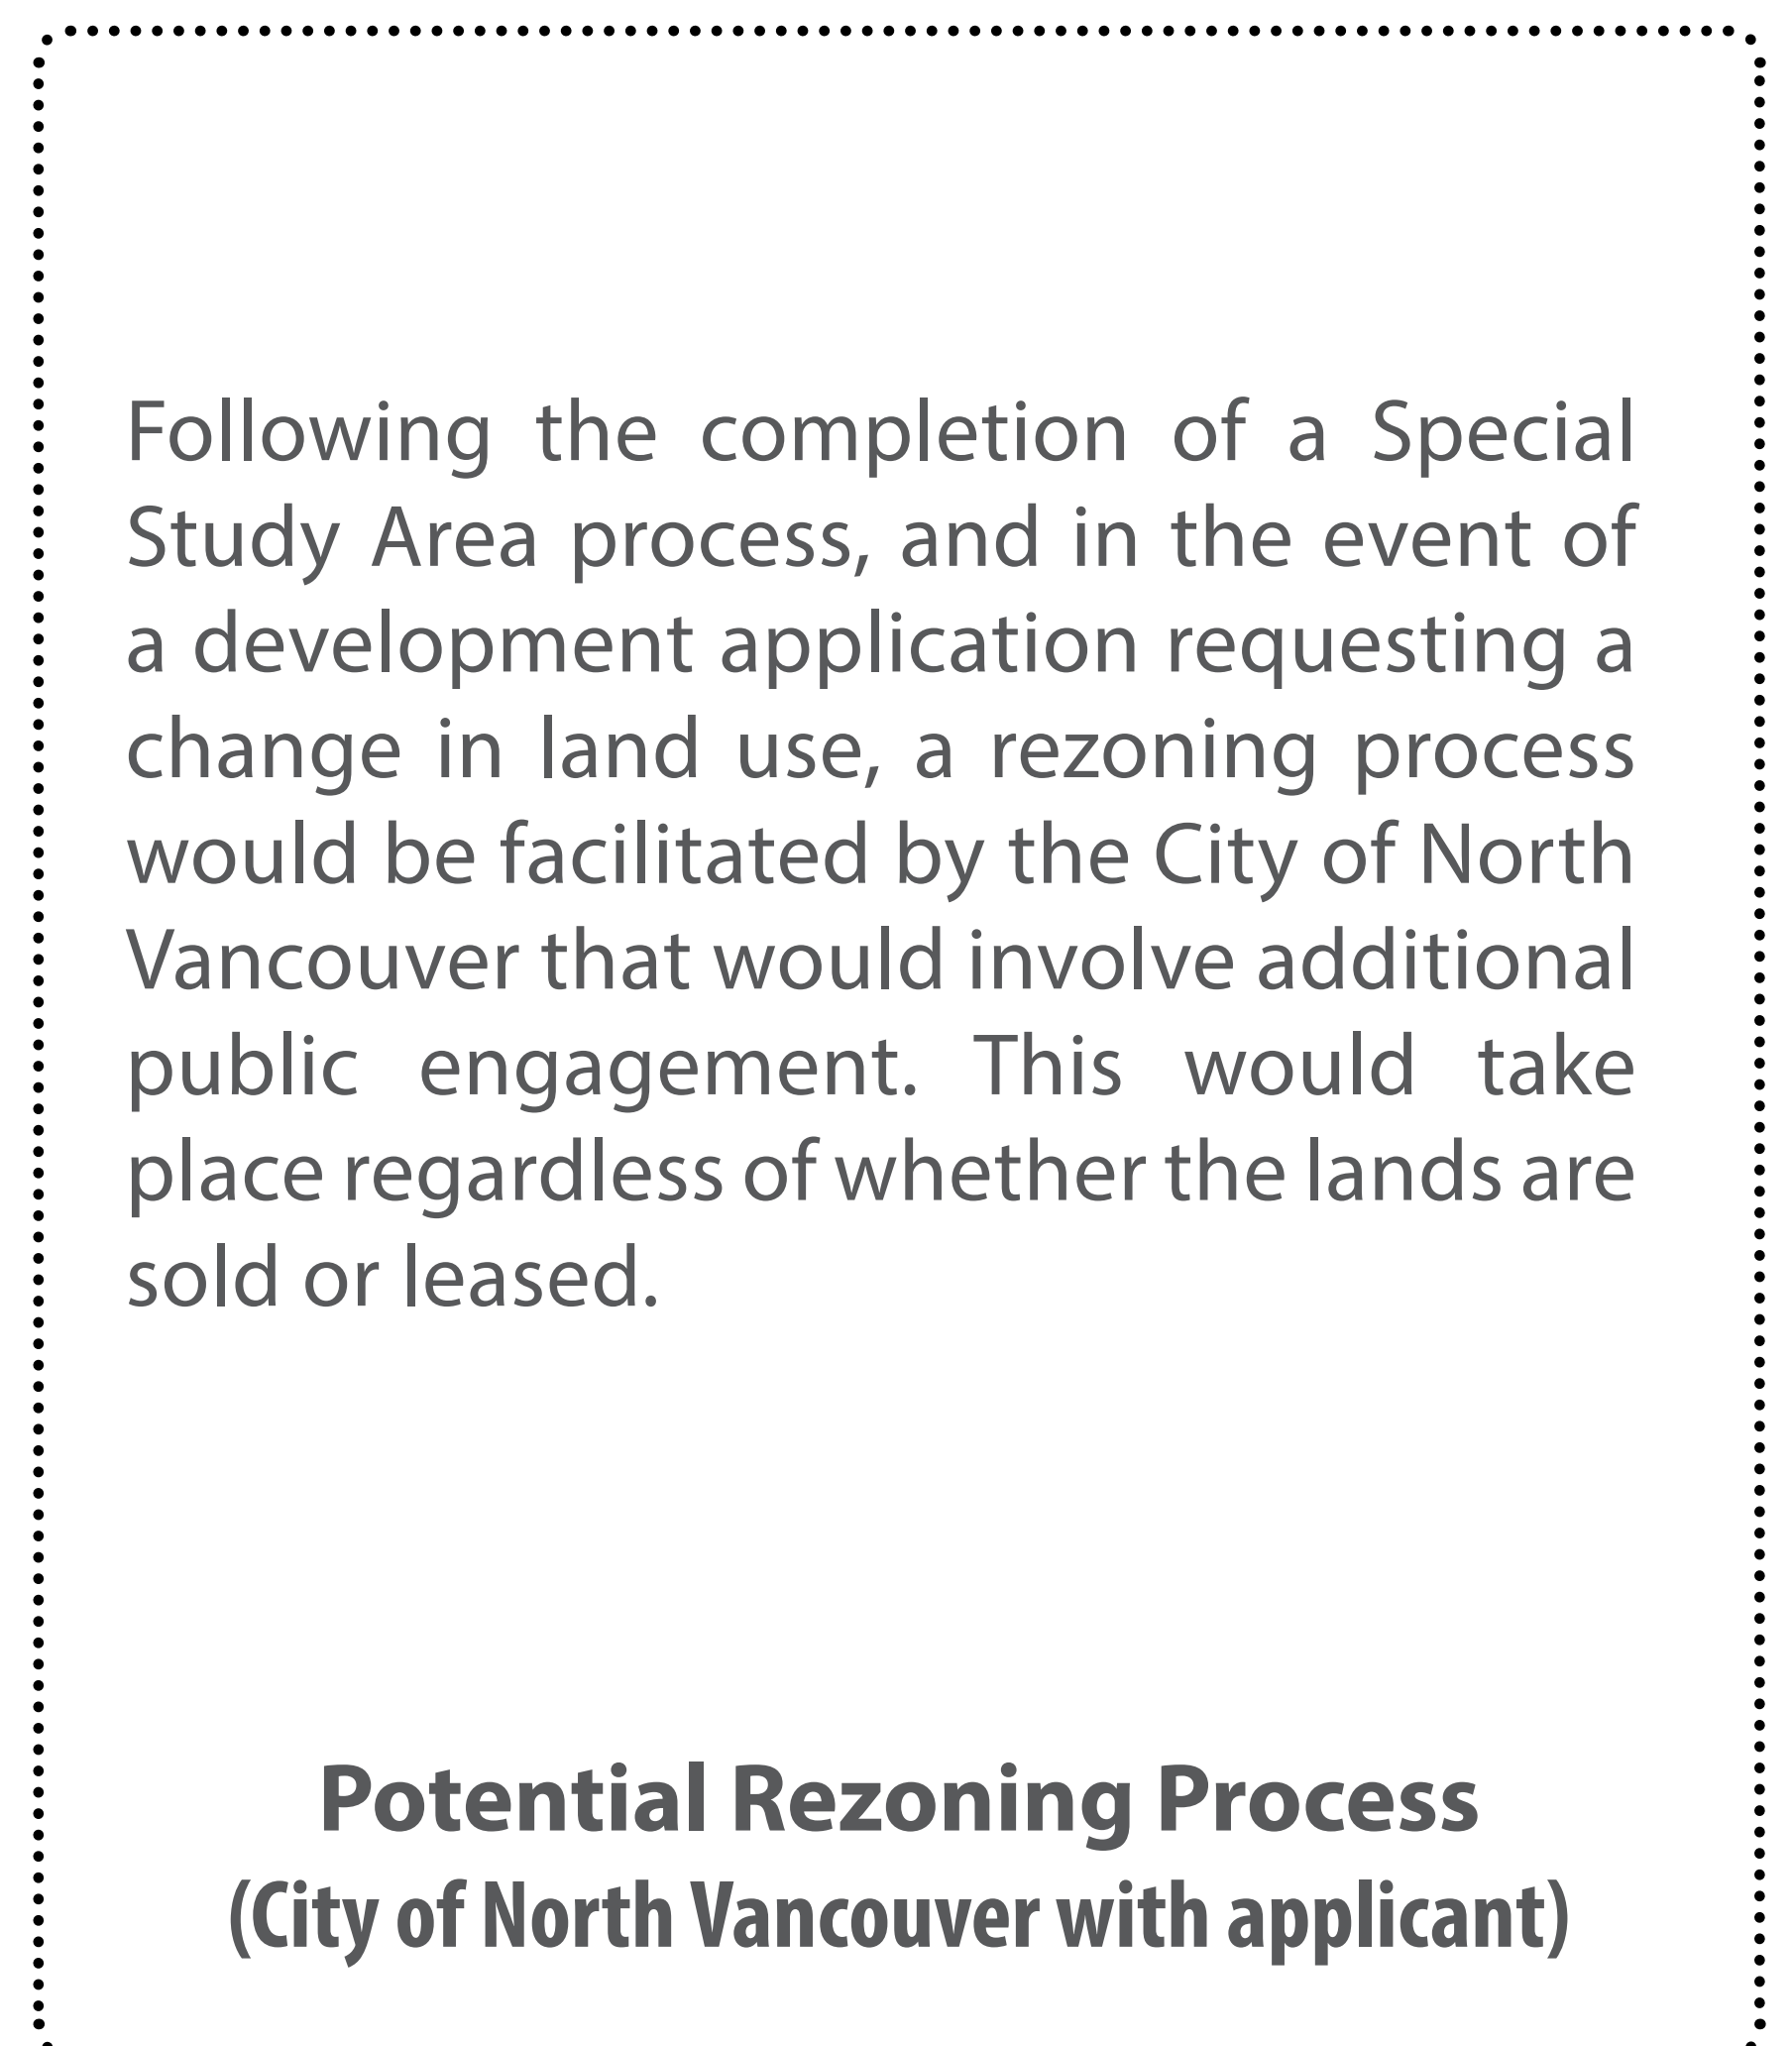 Following the completion of a Special
Study Area process, and in the event of
a development application requesting a
change in land use, a rezoning process
would be facilitated by the City of North
Vancouver that would involve additional
public engagement. This would take
place regardless of whether the lands are
sold or leased.
Potential Rezoning Process
(City of North Vancouver with applicant)